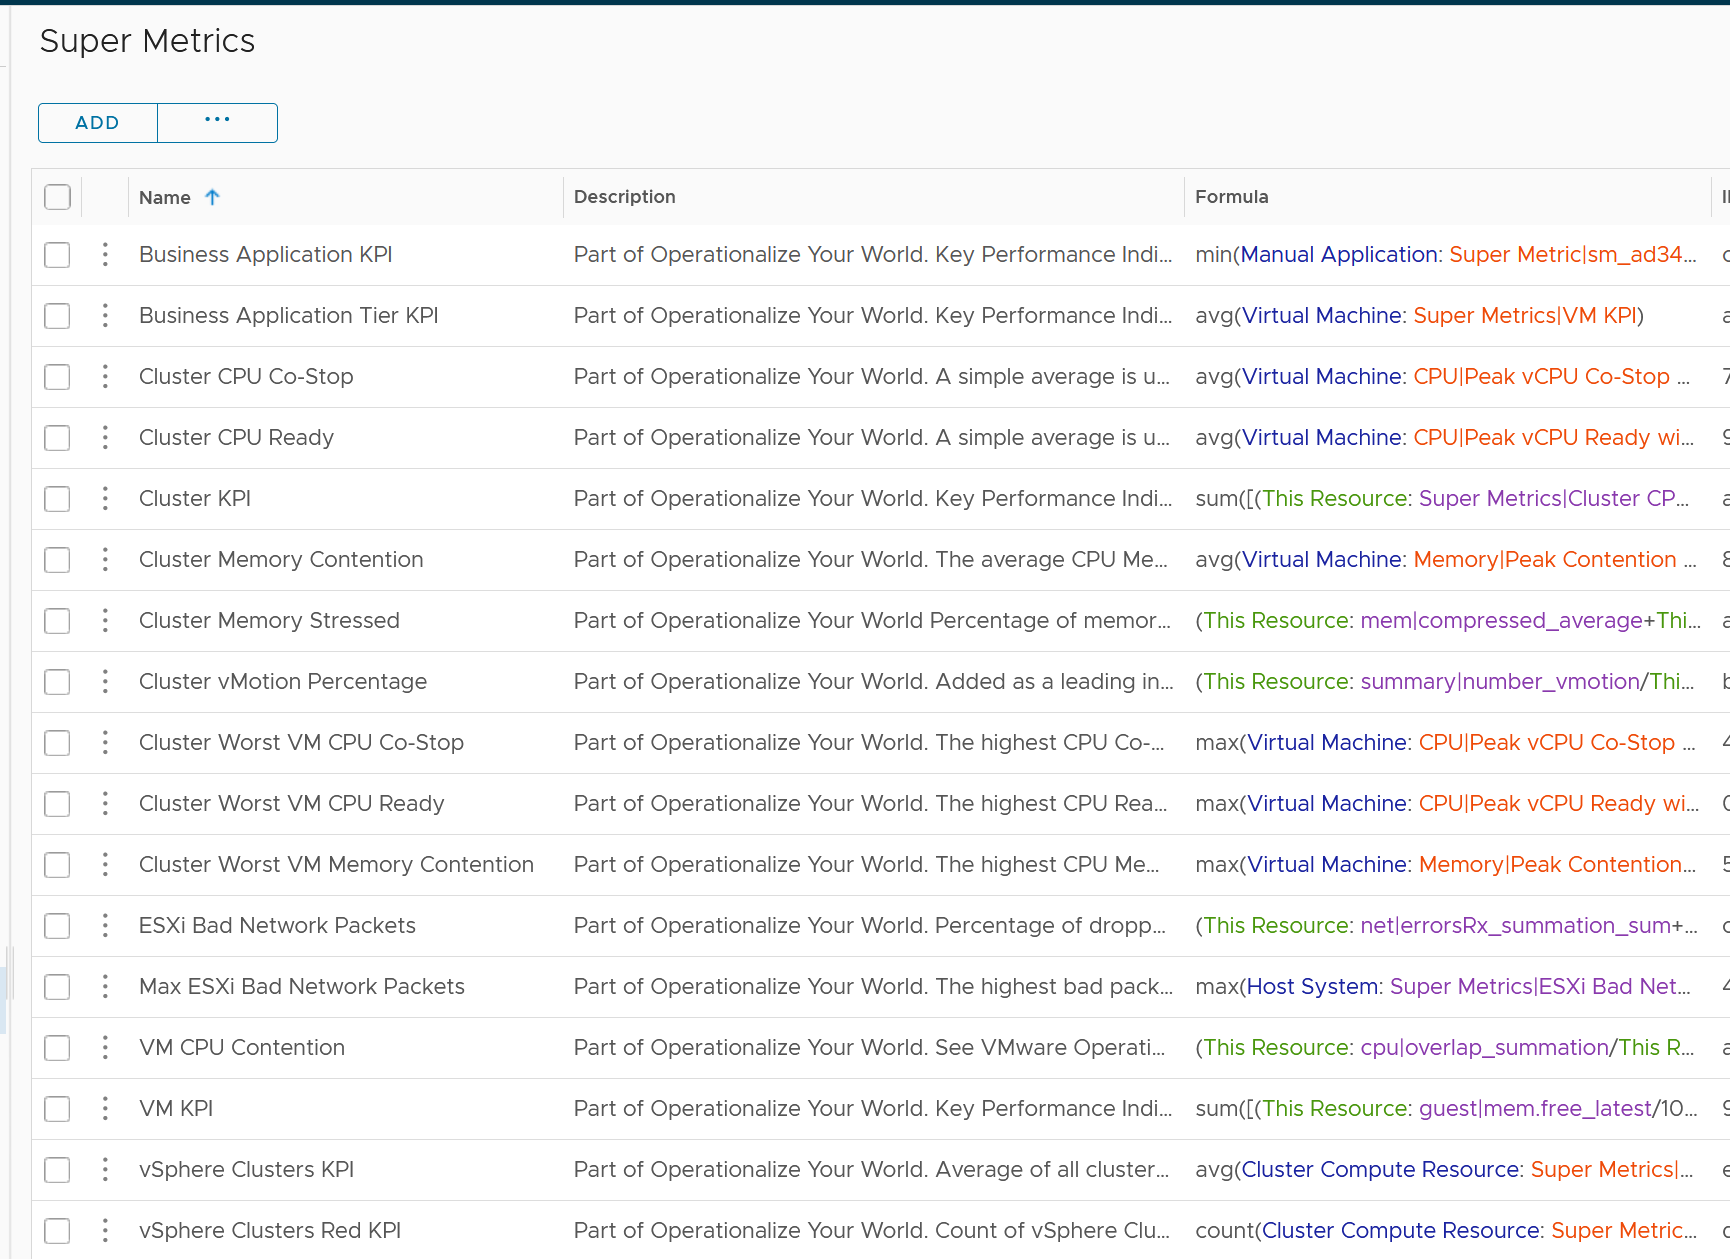 Super Metrics
ADD ...
Name Description Formula
Business Application KPI Part of Operationalize Your World. Key Performance Indi... min(Manual Application: Super Metric|sm_ad34...
Business Application Tier KPI Part of Operationalize Your World. Key Performance Indi... avg(Virtual Machine: Super Metrics|VM KPI)
Cluster CPU Co-Stop Part of Operationalize Your World. A simple average is u... avg(Virtual Machine: CPU|Peak vCPU Co-Stop ...
Cluster CPU Ready Part of Operationalize Your World. A simple average is u... avg(Virtual Machine: CPU|Peak vCPU Ready wi...
Cluster KPI Part of Operationalize Your World. Key Performance Indi... sum([(This Resource: Super Metrics|Cluster CP...
Cluster Memory Contention Part of Operationalize Your World. The average CPU Me... avg(Virtual Machine: Memory|Peak Contention ...
Cluster Memory Stressed Part of Operationalize Your World Percentage of memor... (This Resource: mem|compressed_average+Thi...
Cluster vMotion Percentage Part of Operationalize Your World. Added as a leading in... (This Resource: summary|number_vmotion/Thi...
Cluster Worst VM CPU Co-Stop Part of Operationalize Your World. The highest CPU Co-... max(Virtual Machine: CPU|Peak vCPU Co-Stop ...
Cluster Worst VM CPU Ready Part of Operationalize Your World. The highest CPU Rea... max(Virtual Machine: CPU|Peak vCPU Ready wi...
Cluster Worst VM Memory Contention Part of Operationalize Your World. The highest CPU Me... max(Virtual Machine: Memory|Peak Contention...
ESXi Bad Network Packets Part of Operationalize Your World. Percentage of dropp... (This Resource: net|errorsRx_summation_sum+...
Max ESXi Bad Network Packets Part of Operationalize Your World. The highest bad pack... max(Host System: Super Metrics|ESXi Bad Net...
VM CPU Contention Part of Operationalize Your World. See VMware Operati... (This Resource: cpu|overlap_summation/This R...
VM KPI Part of Operationalize Your World. Key Performance Indi... sum([(This Resource: guest|mem.free_latest/10...
vSphere Clusters KPI Part of Operationalize Your World. Average of all cluster... avg(Cluster Compute Resource: Super Metrics|...
vSphere Clusters Red KPI Part of Operationalize Your World. Count of vSphere Clu... count(Cluster Compute Resource: Super Metric...